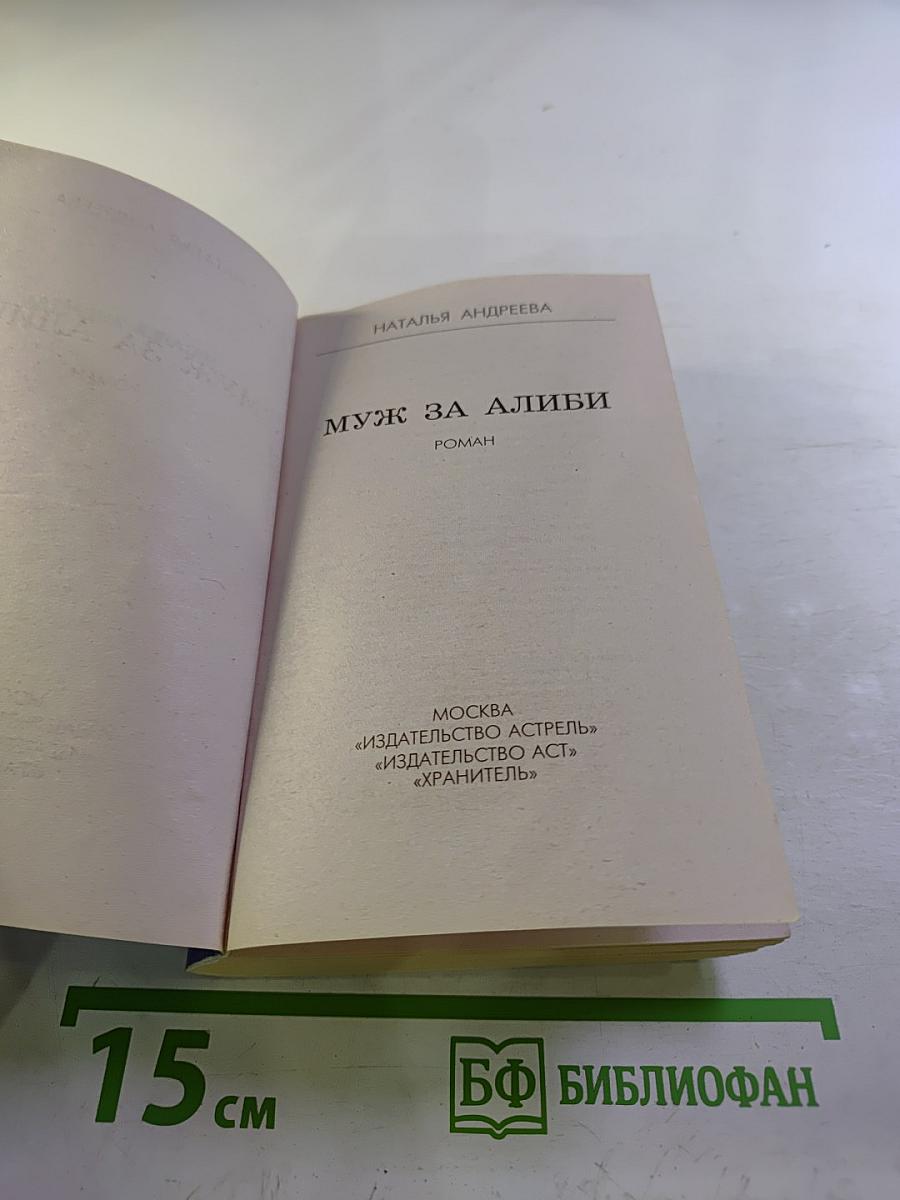 НАТАЛЬЯ АНДРЕЕВА
МУЖ ЗА АЛИБИ
РОМАН
МОСКВА
«ИЗДАТЕЛЬСТВО АСТРЕЛЬ»
«ИЗДАТЕЛЬСТВО АСТ»
«ХРАНИТЕЛЬ»
15 см
БФ БИБЛИОФАН